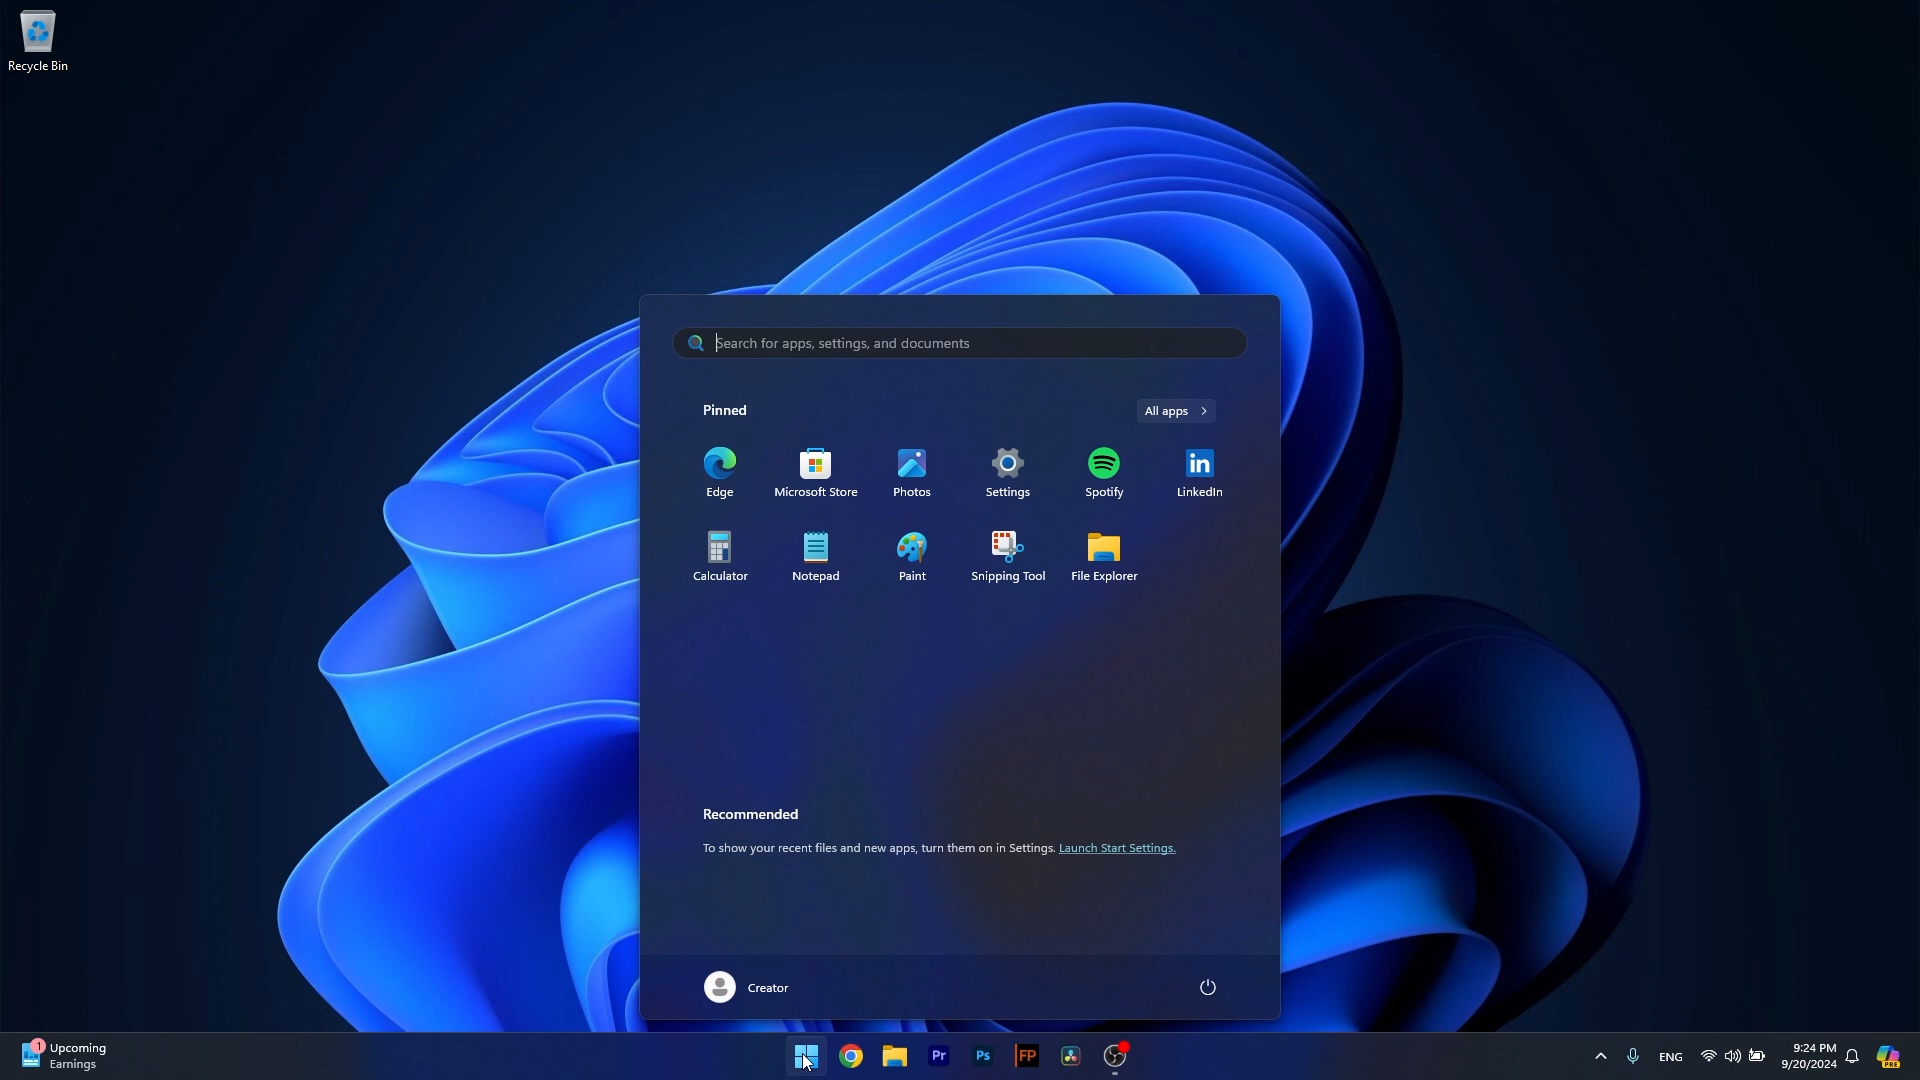 Recycle Bin
Search for apps, settings, and documents
Pinned
All apps
Edge
Microsoft Store
Photos
Settings
Spotify
LinkedIn
Calculator
Notepad
Paint
Snipping Tool
File Explorer
Recommended
To show your recent files and new apps, turn them on in Settings. Launch Start Settings.
Creator
1
Upcoming
Earnings
Pr
Ps
FP
ENG
9:24 PM
9/20/2024
PRE